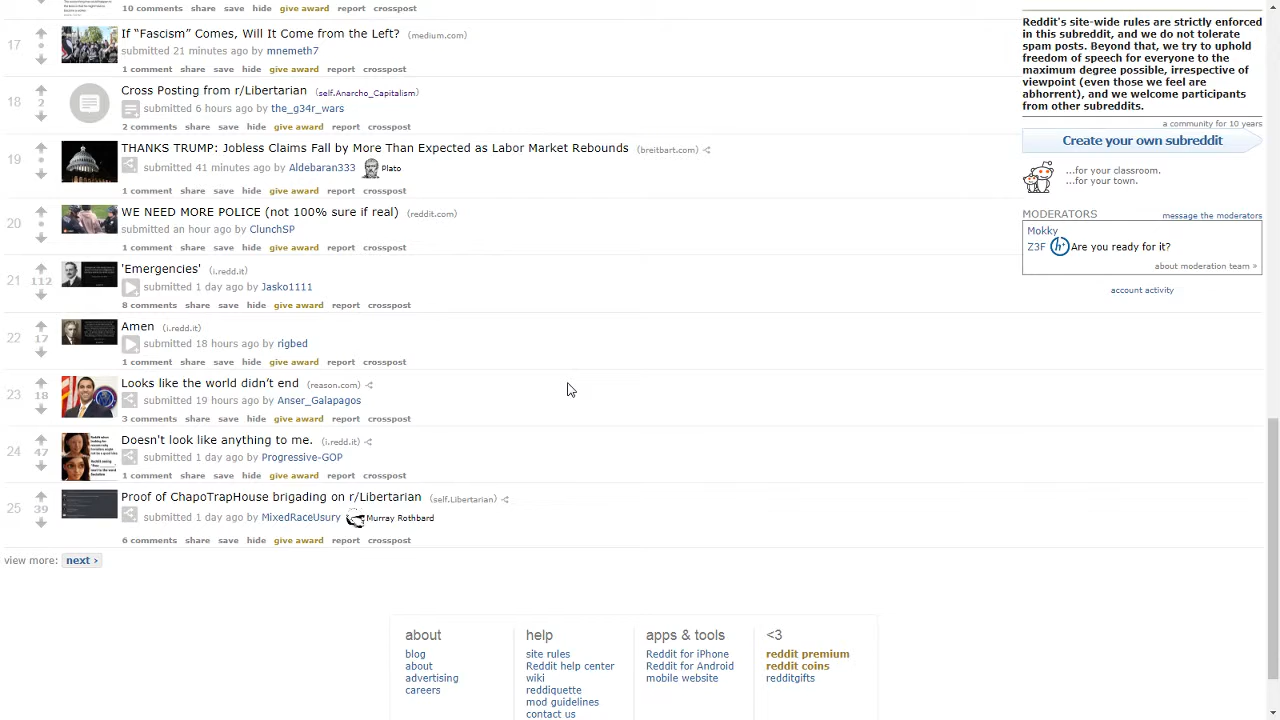 10 comments share save hide give award report crosspost
17
If “Fascism” Comes, Will It Come from the Left? (medium.com)
submitted 21 minutes ago by mnemeth7
1 comment share save hide give award report crosspost
18
2
Cross Posting from r/Libertarian (self.Anarcho_Capitalism)
submitted 6 hours ago by the_g34r_wars
2 comments share save hide give award report crosspost
19
THANKS TRUMP: Jobless Claims Fall by More Than Expected as Labor Market Rebounds (breitbart.com)
submitted 41 minutes ago by Aldebaran333 Plato
1 comment share save hide give award report crosspost
20
WE NEED MORE POLICE (not 100% sure if real) (reddit.com)
submitted an hour ago by ClunchSP
1 comment share save hide give award report crosspost
21
112
'Emergencies' (i.redd.it)
submitted 1 day ago by Jasko1111
8 comments share save hide give award report crosspost
22
17
Amen (i.redd.it)
submitted 18 hours ago by rigbed
1 comment share save hide give award report crosspost
23
18
Looks like the world didn’t end (reason.com)
submitted 19 hours ago by Anser_Galapagos
3 comments share save hide give award report crosspost
24
47
Doesn't look like anything to me. (i.redd.it)
submitted 1 day ago by Progressive-GOP
1 comment share save hide give award report crosspost
25
39
Proof of ChapoTrapHouse brigading on r/Libertarian (self.Libertarian)
submitted 1 day ago by MixedRaceUsury Murray Rothbard
6 comments share save hide give award report crosspost
view more: next ›
Reddit's site-wide rules are strictly enforced
in this subreddit, and we do not tolerate
spam posts. Beyond that, we try uphold
freedom of speech for everyone to the
maximum degree possible, irrespective of
viewpoint (even those we feel are
abhorrent), and we welcome participants
from other subreddits.
a community for 10 years
Create your own subreddit
...for your classroom.
...for your town.
MODERATORS message the moderators
Mokky
Z3F h+ Are you ready for it?
about moderation team »
account activity
about
blog
about
advertising
careers
help
site rules
Reddit help center
wiki
reddiquette
mod guidelines
contact us
apps & tools
Reddit for iPhone
Reddit for Android
mobile website
<3
reddit premium
reddit coins
redditgifts